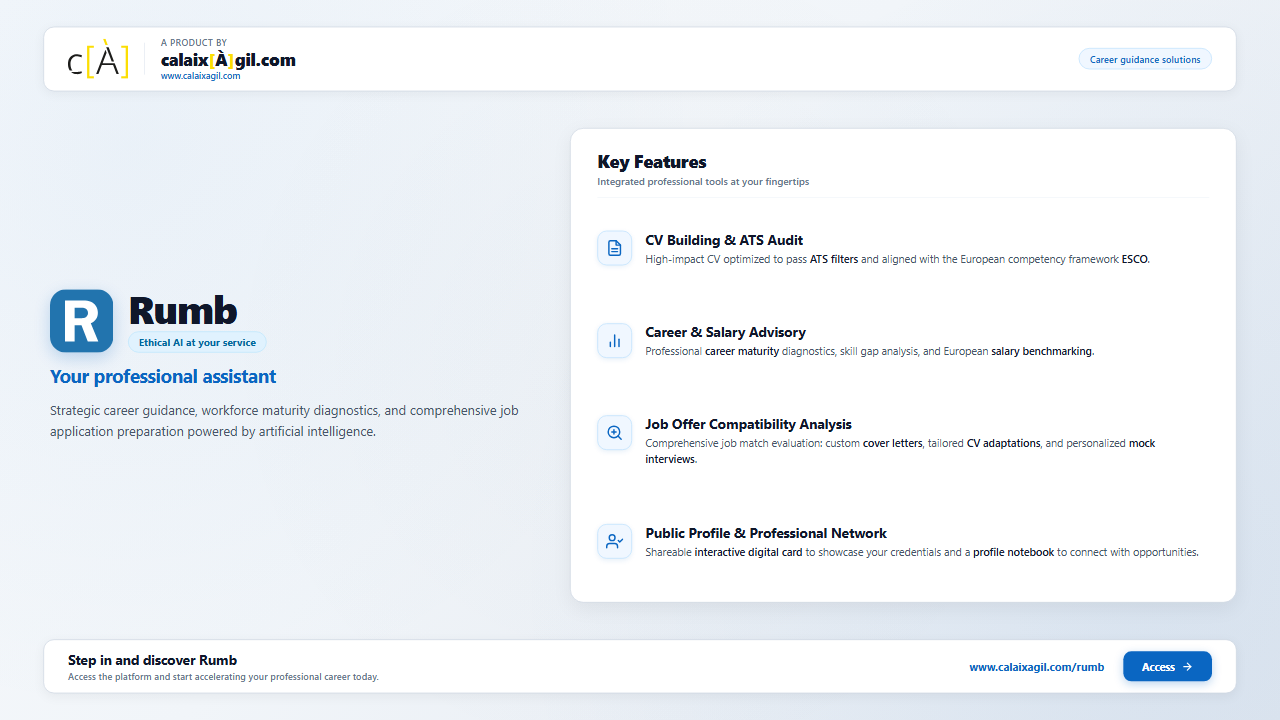 c[À]
A PRODUCT BY
calaix[À]gil.com
www.calaixagil.com
Career guidance solutions
R
Rumb
Ethical AI at your service
Your professional assistant
Strategic career guidance, workforce maturity diagnostics, and comprehensive job
application preparation powered by artificial intelligence.
Key Features
Integrated professional tools at your fingertips
CV Building & ATS Audit
High-impact CV optimized to pass ATS filters and aligned with the European competency framework ESCO.
Career & Salary Advisory
Professional career maturity diagnostics, skill gap analysis, and European salary benchmarking.
Job Offer Compatibility Analysis
Comprehensive job match evaluation: custom cover letters, tailored CV adaptations, and personalized mock
interviews.
Public Profile & Professional Network
Shareable interactive digital card to showcase your credentials and a profile notebook to connect with opportunities.
Step in and discover Rumb
Access the platform and start accelerating your professional career today.
www.calaixagil.com/rumb
Access →